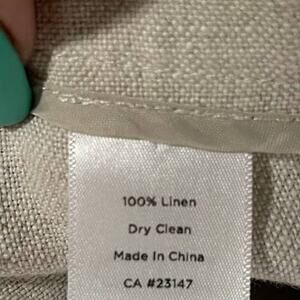 100% Linen
Dry Clean
Made In China
CA #23147